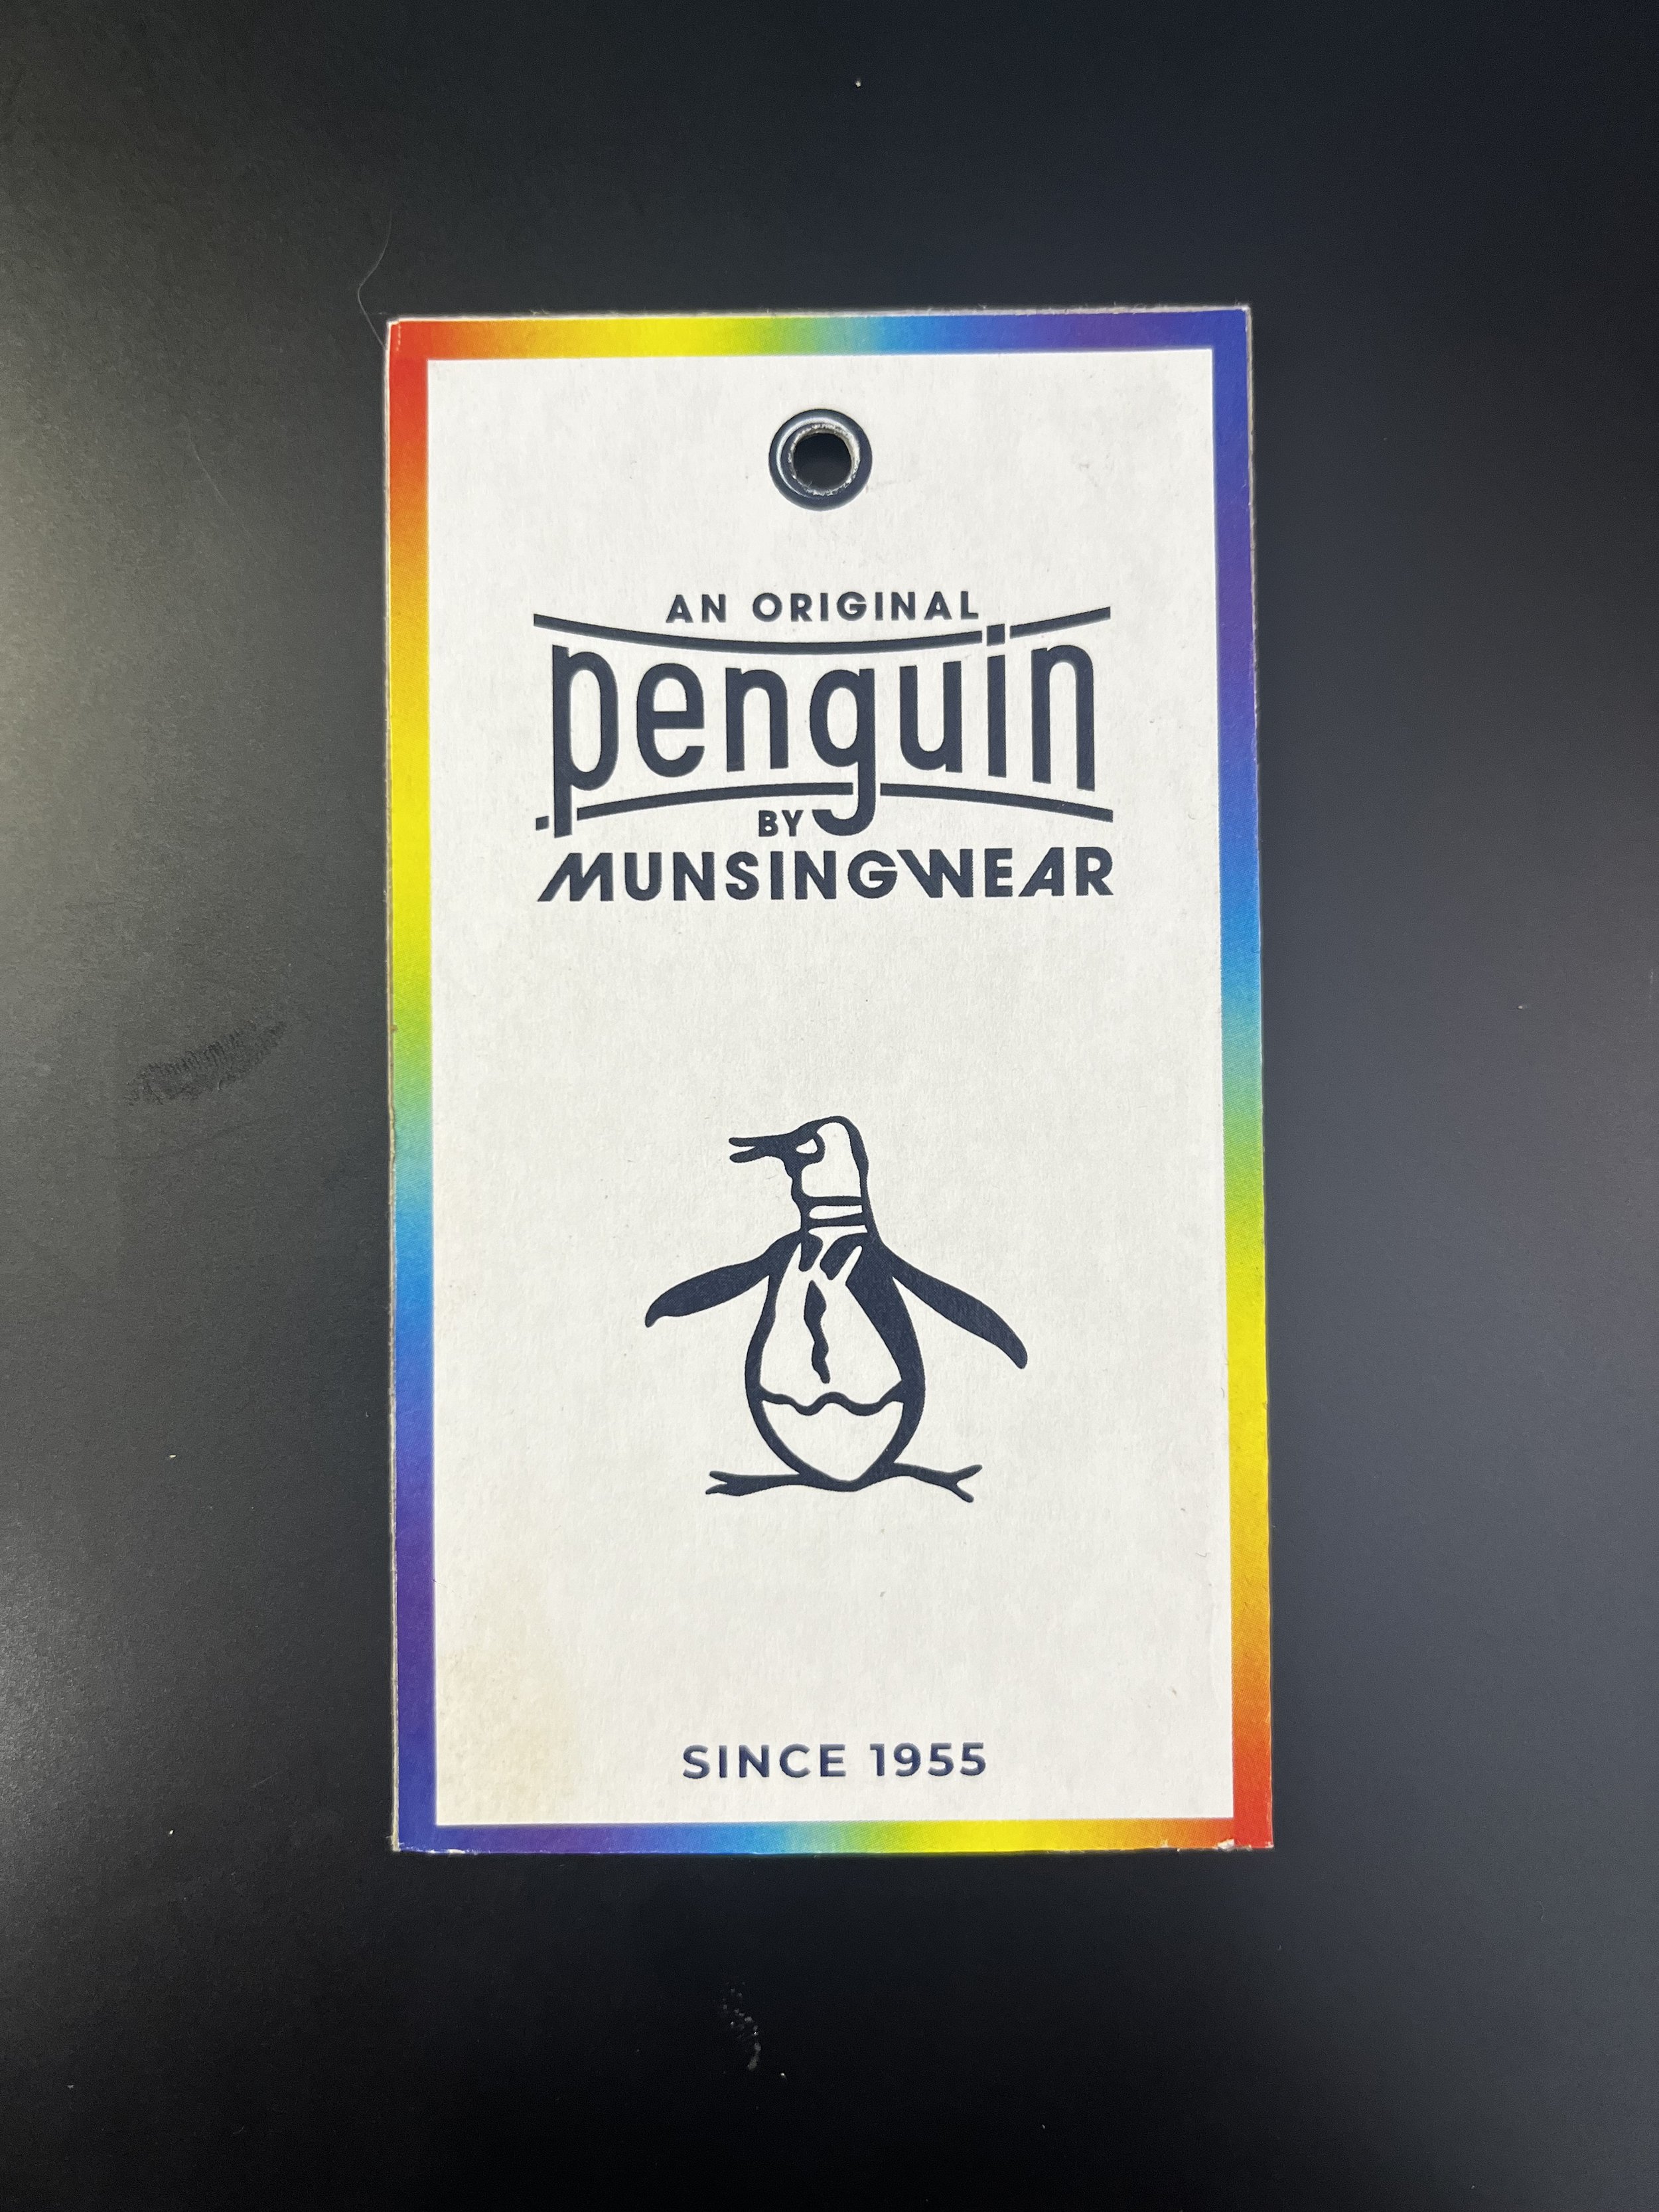 AN ORIGINAL
penguin
BY
MUNSINGWEAR
SINCE 1955